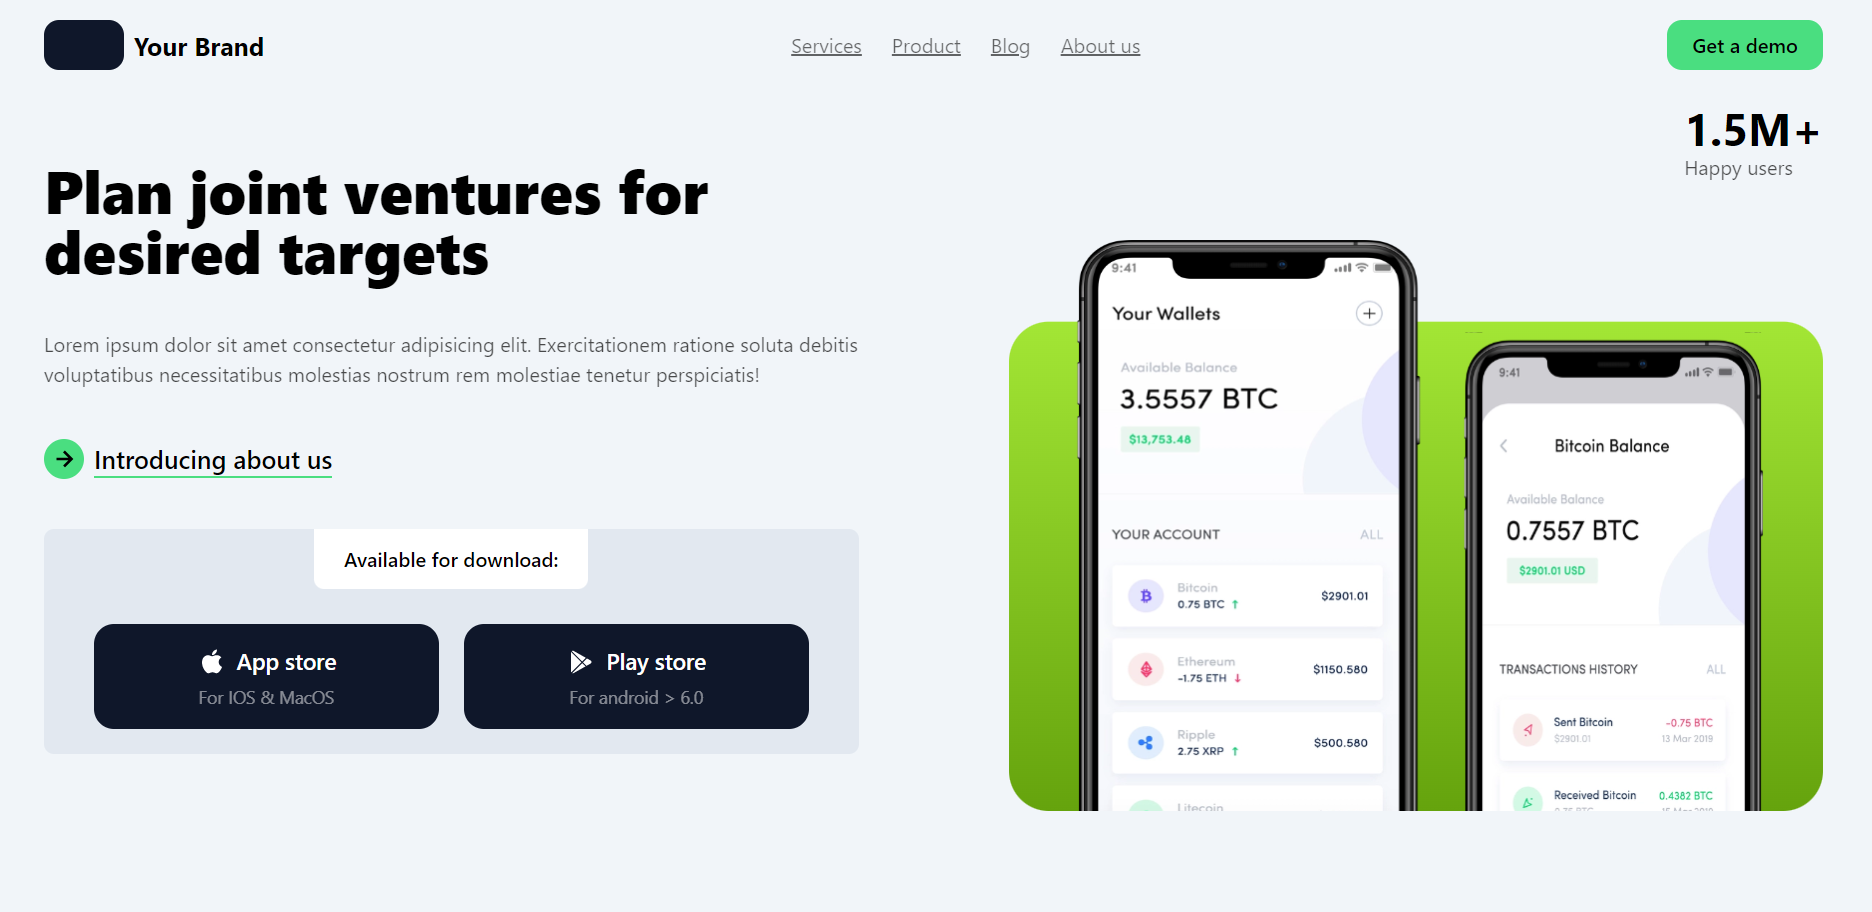 Your Brand
Services
Product
Blog
About us
Get a demo
1.5M+
Happy users
Plan joint ventures for
desired targets
Lorem ipsum dolor sit amet consectetur adipisicing elit. Exercitationem ratione soluta debitis
voluptatibus necessitatibus molestias nostrum rem molestiae tenetur perspiciatis!
Introducing about us
Available for download:
App store
For IOS & MacOS
Play store
For android > 6.0
9:41
Your Wallets
Available Balance
3.5557 BTC
$13,753.48
YOUR ACCOUNT
ALL
Bitcoin
0.75 BTC
$2901.01
Ethereum
-1.75 ETH
$1150.580
Ripple
2.75 XRP
$500.580
Litecoin
9:41
Bitcoin Balance
Available Balance
0.7557 BTC
$2901.01 USD
TRANSACTIONS HISTORY
ALL
Sent Bitcoin
-0.75 BTC
$2901.01
13 Mar 2019
Received Bitcoin
0.4382 BTC